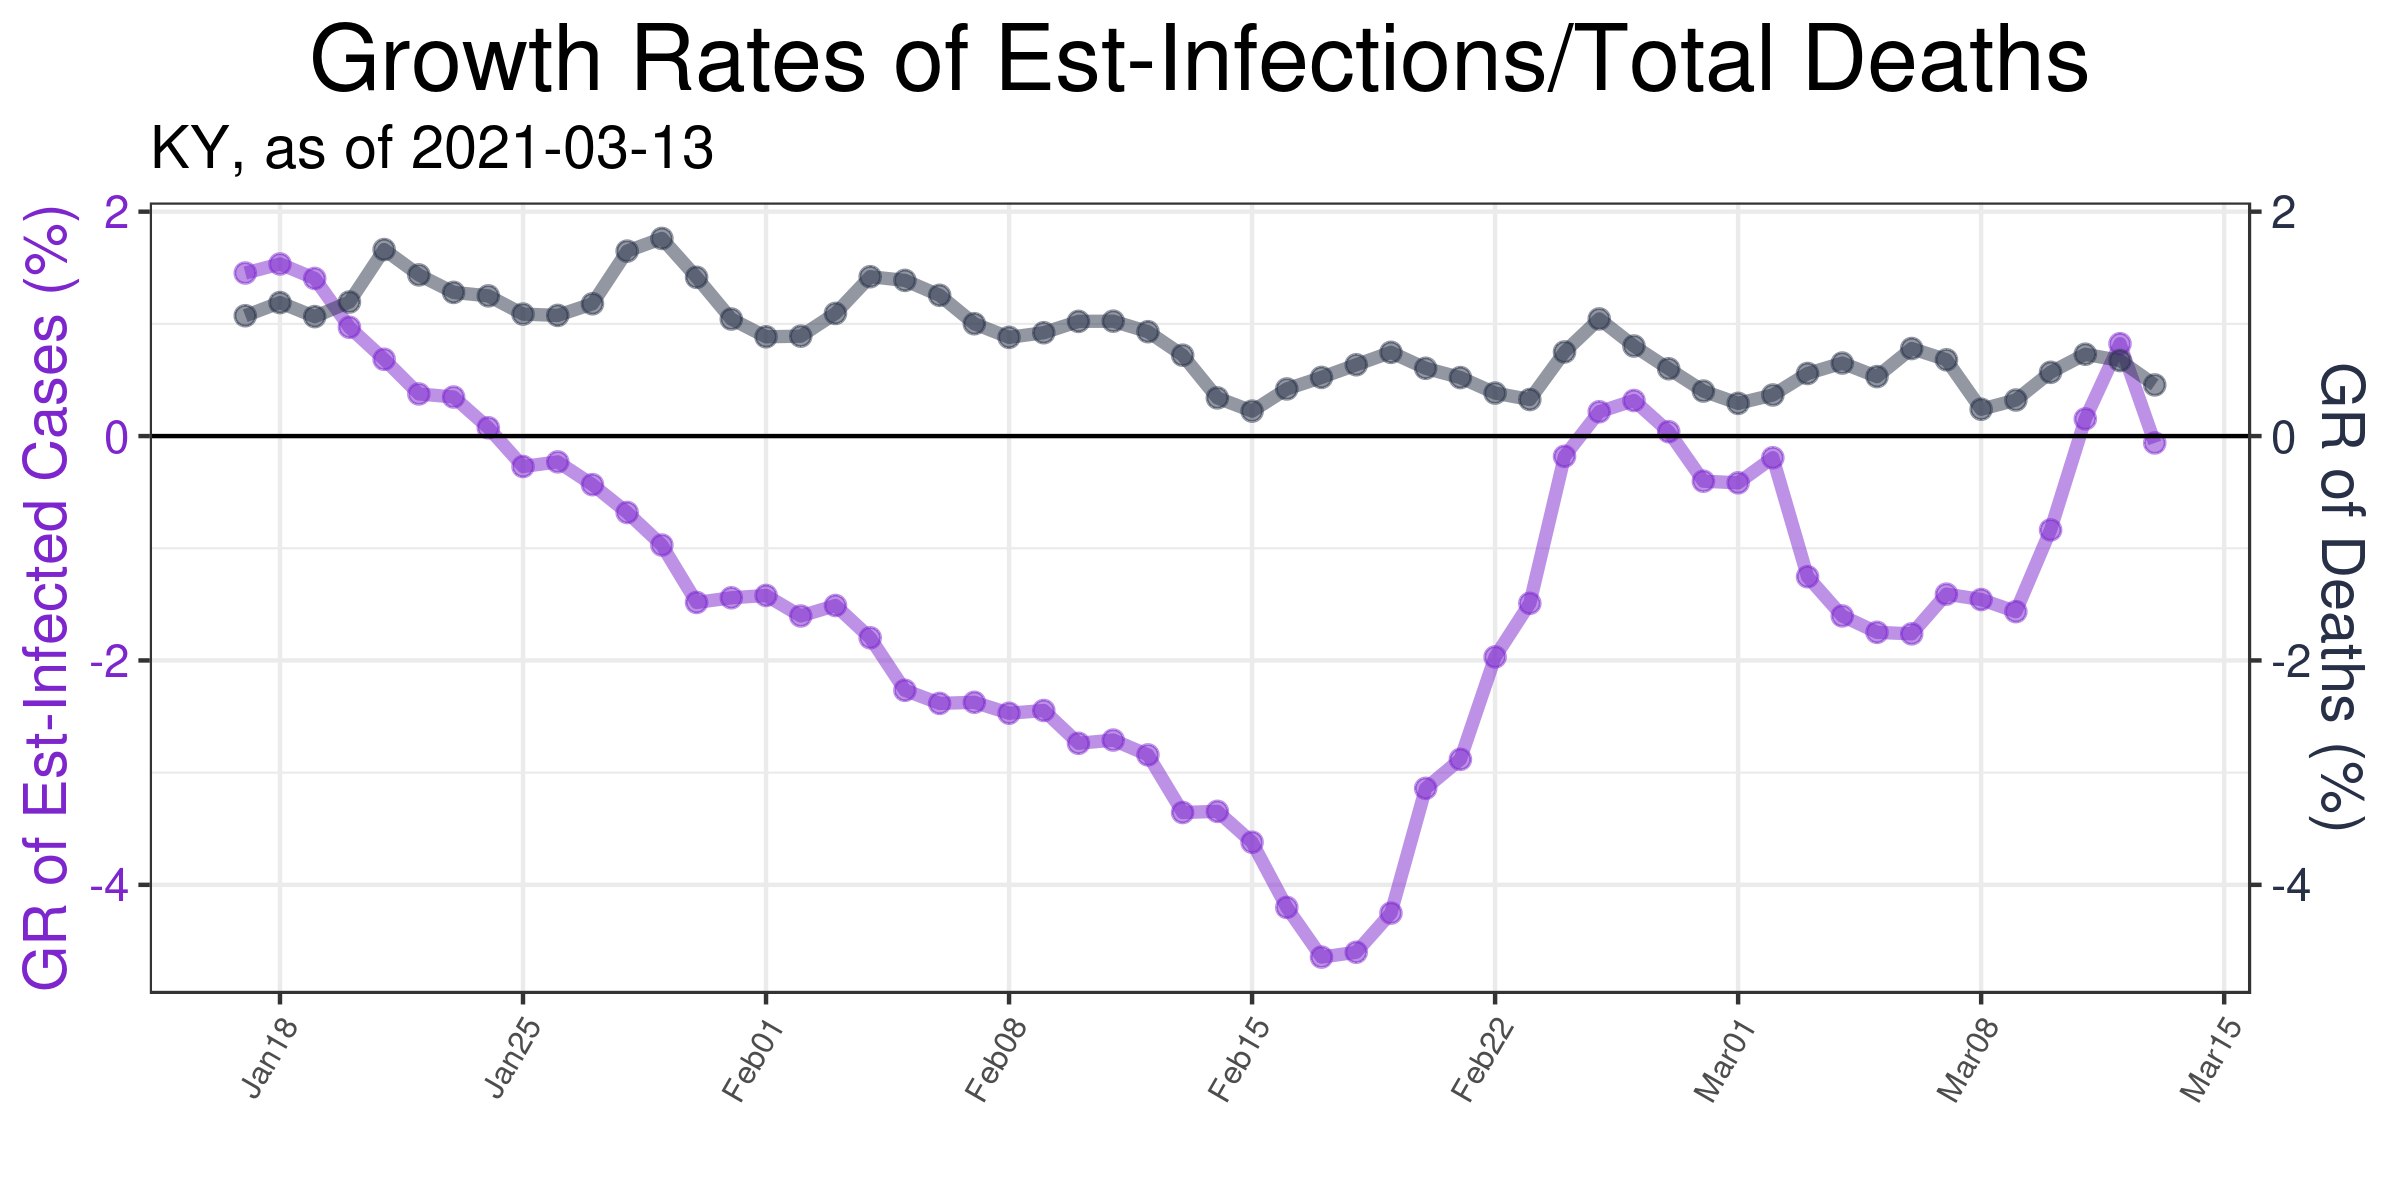 Growth Rates of Est-Infections/Total Deaths
KY, as of 2021-03-13
GR of Est-Infected Cases (%)
2
0
-2
-4
2
0
-2
-4
GR of Deaths (%)
Jan18
Jan25
Feb01
Feb08
Feb15
Feb22
Mar01
Mar08
Mar15